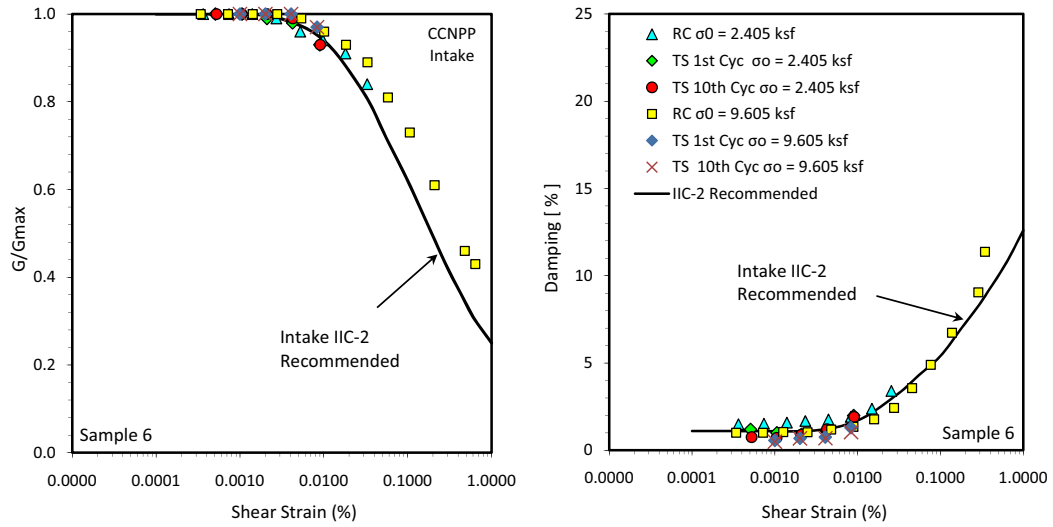 CCNPP
Intake
1.0
0.8
0.6
0.4
0.2
0.0
G/Gmax
Intake IIC-2
Recommended
Sample 6
0.0000 0.0001 0.0010 0.0100 0.1000 1.0000
Shear Strain (%)
25
20
15
10
5
0
Damping [ % ]
RC σ0 = 2.405 ksf
TS 1st Cyc σo = 2.405 ksf
TS 10th Cyc σo = 2.405 ksf
RC σ0 = 9.605 ksf
TS 1st Cyc σo = 9.605 ksf
TS 10th Cyc σo = 9.605 ksf
IIC-2 Recommended
Intake IIC-2
Recommended
Sample 6
0.0000 0.0001 0.0010 0.0100 0.1000 1.0000
Shear Strain (%)